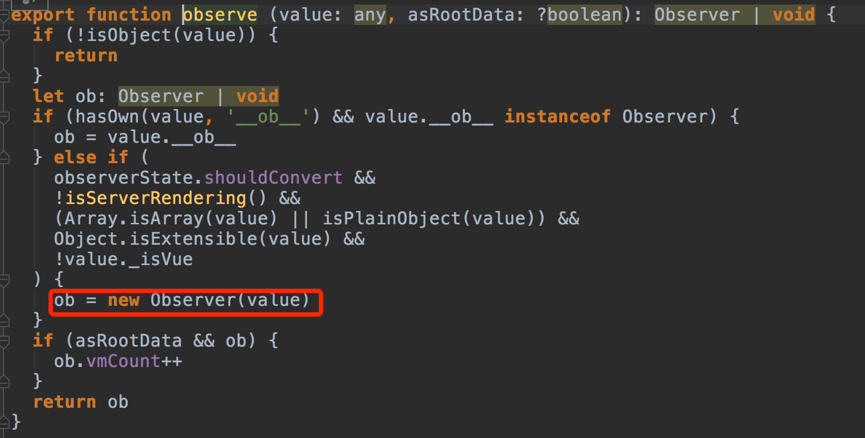 export function observe (value: any, asRootData: ?boolean): Observer | void {
  if (!isObject(value)) {
    return
  }
  let ob: Observer | void
  if (hasOwn(value, '__ob__') && value.__ob__ instanceof Observer) {
    ob = value.__ob__
  } else if (
    observerState.shouldConvert &&
    !isServerRendering() &&
    (Array.isArray(value) || isPlainObject(value)) &&
    Object.isExtensible(value) &&
    !value._isVue
  ) {
    ob = new Observer(value)
  }
  if (asRootData && ob) {
    ob.vmCount++
  }
  return ob
}